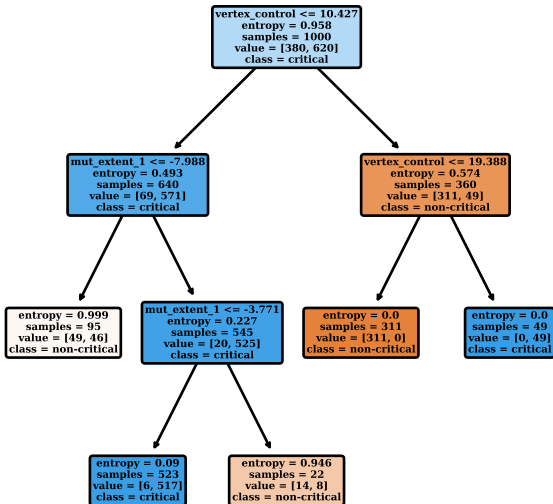 vertex_control <= 10.427
entropy = 0.958
samples = 1000
value = [380, 620]
class = critical
mut_extent_1 <= -7.988
entropy = 0.493
samples = 640
value = [69, 571]
class = critical
vertex_control <= 19.388
entropy = 0.574
samples = 360
value = [311, 49]
class = non-critical
entropy = 0.999
samples = 95
value = [49, 46]
class = non-critical
mut_extent_1 <= -3.771
entropy = 0.227
samples = 545
value = [20, 525]
class = critical
entropy = 0.0
samples = 311
value = [311, 0]
class = non-critical
entropy = 0.0
samples = 49
value = [0, 49]
class = critical
entropy = 0.09
samples = 523
value = [6, 517]
class = critical
entropy = 0.946
samples = 22
value = [14, 8]
class = non-critical